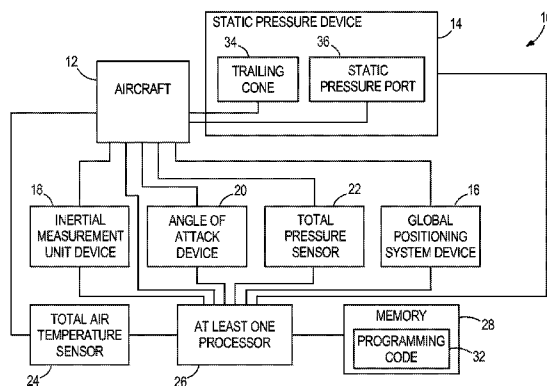 STATIC PRESSURE DEVICE
14
10
34
36
12
TRAILING
CONE
STATIC
PRESSURE PORT
AIRCRAFT
18
20
22
16
INERTIAL
MEASUREMENT
UNIT DEVICE
ANGLE OF
ATTACK
DEVICE
TOTAL
PRESSURE
SENSOR
GLOBAL
POSITIONING
SYSTEM DEVICE
TOTAL AIR
TEMPERATURE
SENSOR
24
AT LEAST ONE
PROCESSOR
26
MEMORY
28
PROGRAMMING
CODE
32